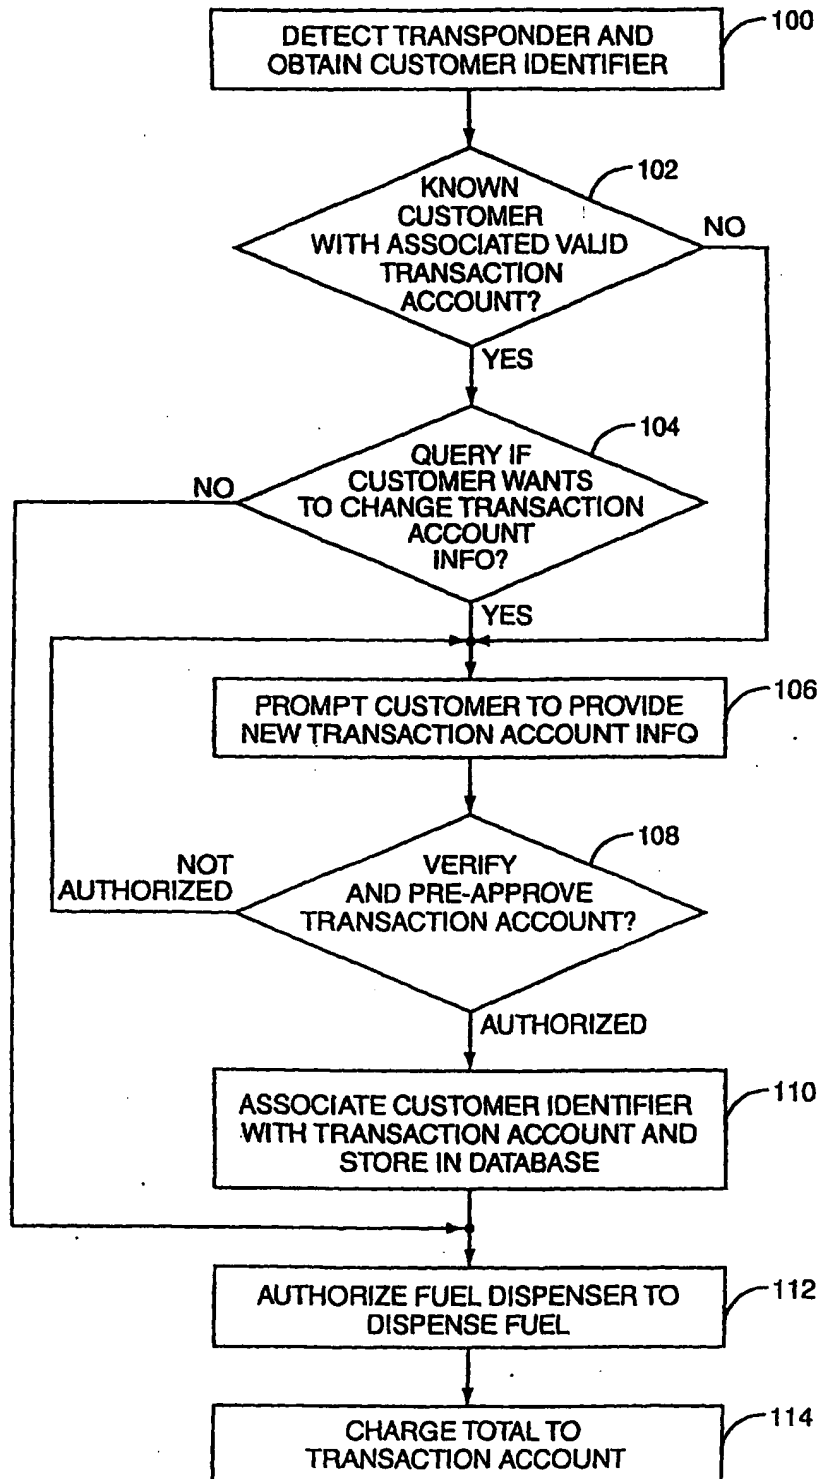 100
DETECT TRANSPONDER AND
OBTAIN CUSTOMER IDENTIFIER
102
KNOWN
CUSTOMER
WITH ASSOCIATED VALID
TRANSACTION
ACCOUNT?
NO
YES
104
QUERY IF
CUSTOMER WANTS
TO CHANGE TRANSACTION
ACCOUNT
INFO?
NO
YES
106
PROMPT CUSTOMER TO PROVIDE
NEW TRANSACTION ACCOUNT INFO
108
VERIFY
AND PRE-APPROVE
TRANSACTION ACCOUNT?
NOT
AUTHORIZED
AUTHORIZED
110
ASSOCIATE CUSTOMER IDENTIFIER
WITH TRANSACTION ACCOUNT AND
STORE IN DATABASE
112
AUTHORIZE FUEL DISPENSER TO
DISPENSE FUEL
114
CHARGE TOTAL TO
TRANSACTION ACCOUNT